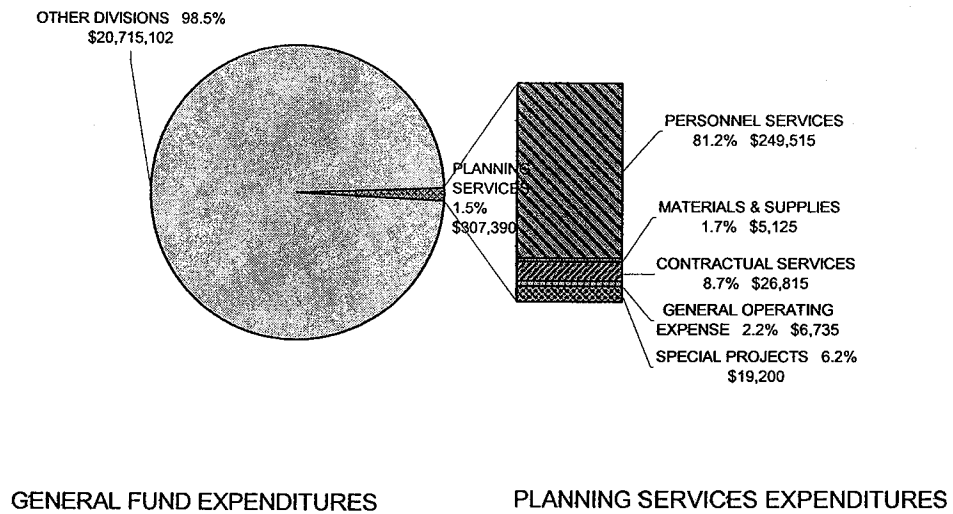 OTHER DIVISIONS 98.5%
$20,715,102
PLANNING
SERVICES
1.5%
$307,390
PERSONNEL SERVICES
81.2% $249,515
MATERIALS & SUPPLIES
1.7% $5,125
CONTRACTUAL SERVICES
8.7% $26,815
GENERAL OPERATING
EXPENSE 2.2% $6,735
SPECIAL PROJECTS 6.2%
$19,200
GENERAL FUND EXPENDITURES
PLANNING SERVICES EXPENDITURES